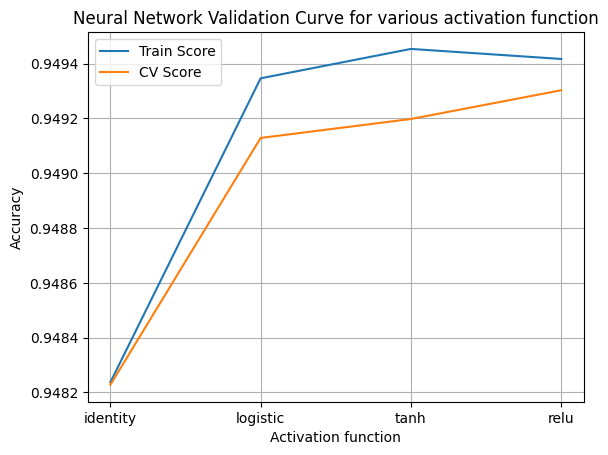 Neural Network Validation Curve for various activation function
Train Score
CV Score
0.9494
0.9492
0.9490
0.9488
0.9486
0.9484
0.9482
Accuracy
identity
logistic
tanh
relu
Activation function